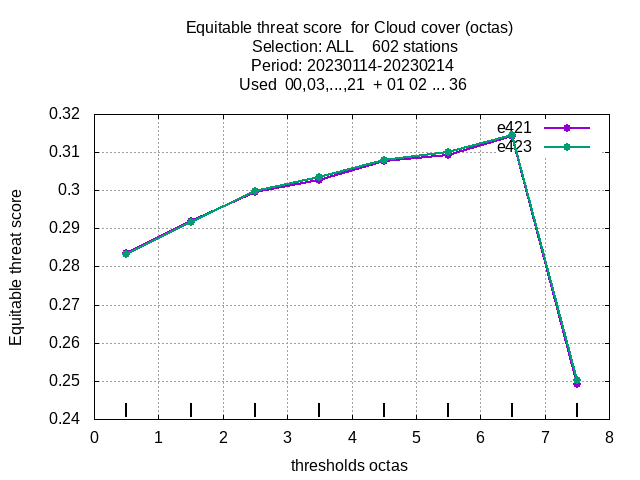 Equitable threat score  for Cloud cover (octas)
Selection: ALL    602 stations
Period: 20230114-20230214
Used  00,03,...,21  + 01 02 ... 36
e421
e423
Equitable threat score
0.32
0.31
0.3
0.29
0.28
0.27
0.26
0.25
0.24
0 1 2 3 4 5 6 7 8
thresholds octas